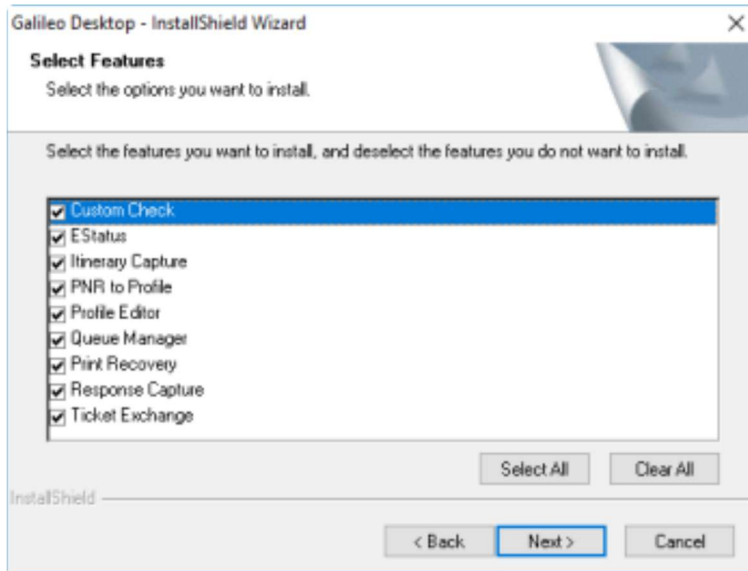 Galileo Desktop - InstallShield Wizard
Select Features
Select the options you want to install.
Select the features you want to install, and deselect the features you do not want to install.
Custom Check
EStatus
Itinerary Capture
PNR to Profile
Profile Editor
Queue Manager
Print Recovery
Response Capture
Ticket Exchange
Select All Clear All
InstallShield
< Back Next > Cancel